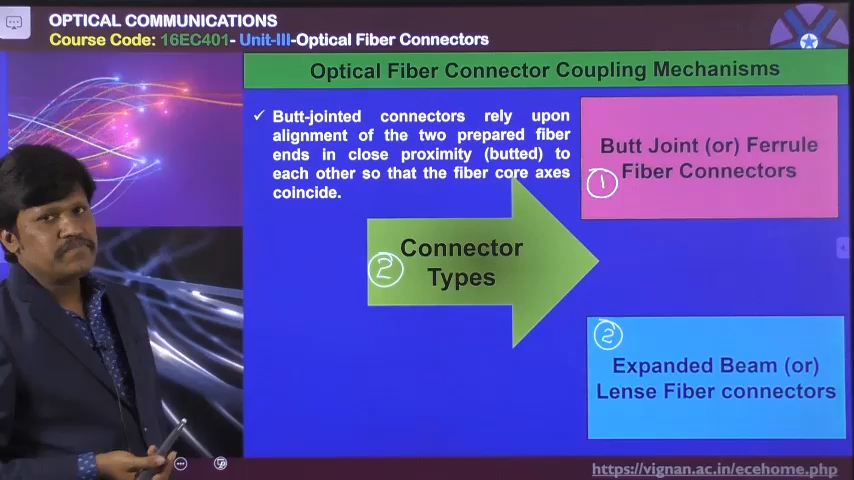 OPTICAL COMMUNICATIONS
Course Code: 16EC401- Unit-III-Optical Fiber Connectors
Optical Fiber Connector Coupling Mechanisms
✓ Butt-jointed connectors rely upon
alignment of the two prepared fiber
ends in close proximity (butted) to
each other so that the fiber core axes
coincide.
Butt Joint (or) Ferrule
1 Fiber Connectors
Connector
2 Types
2
Expanded Beam (or)
Lense Fiber connectors
https://vignan.ac.in/ecehome.php